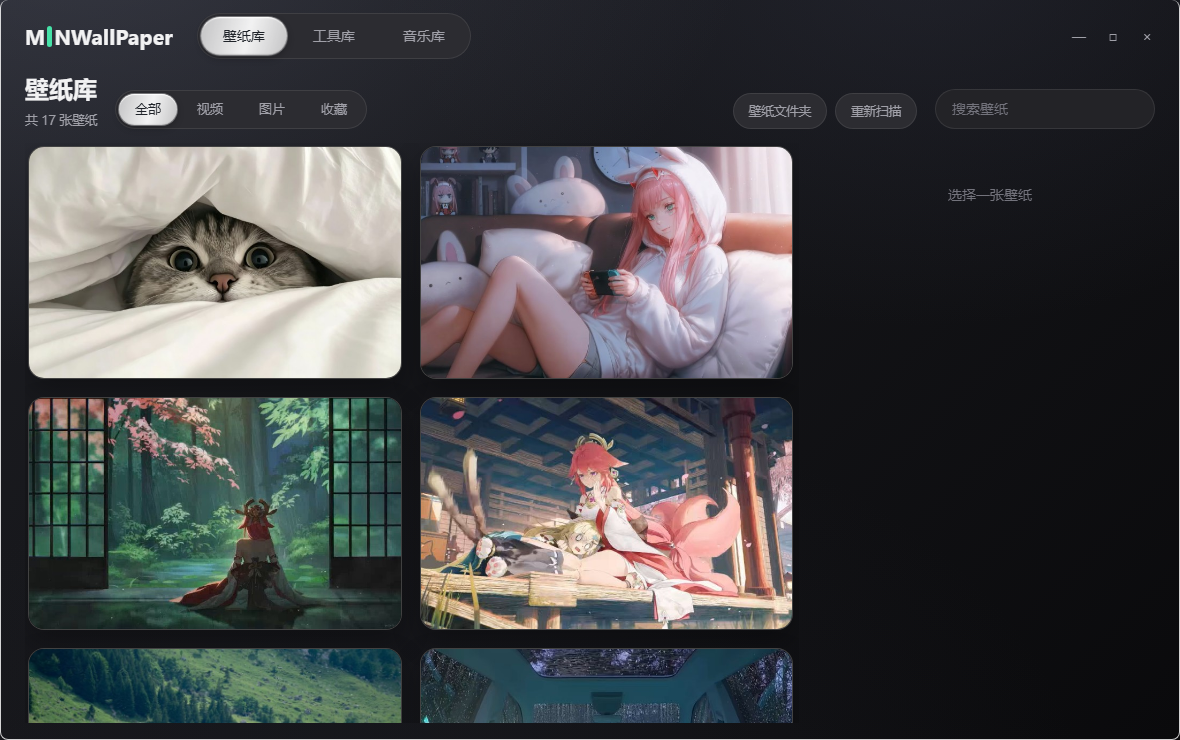 MINWallPaper
壁纸库
工具库
音乐库
壁纸库
共 17 张壁纸
全部
视频
图片
收藏
壁纸文件夹
重新扫描
搜索壁纸
选择一张壁纸